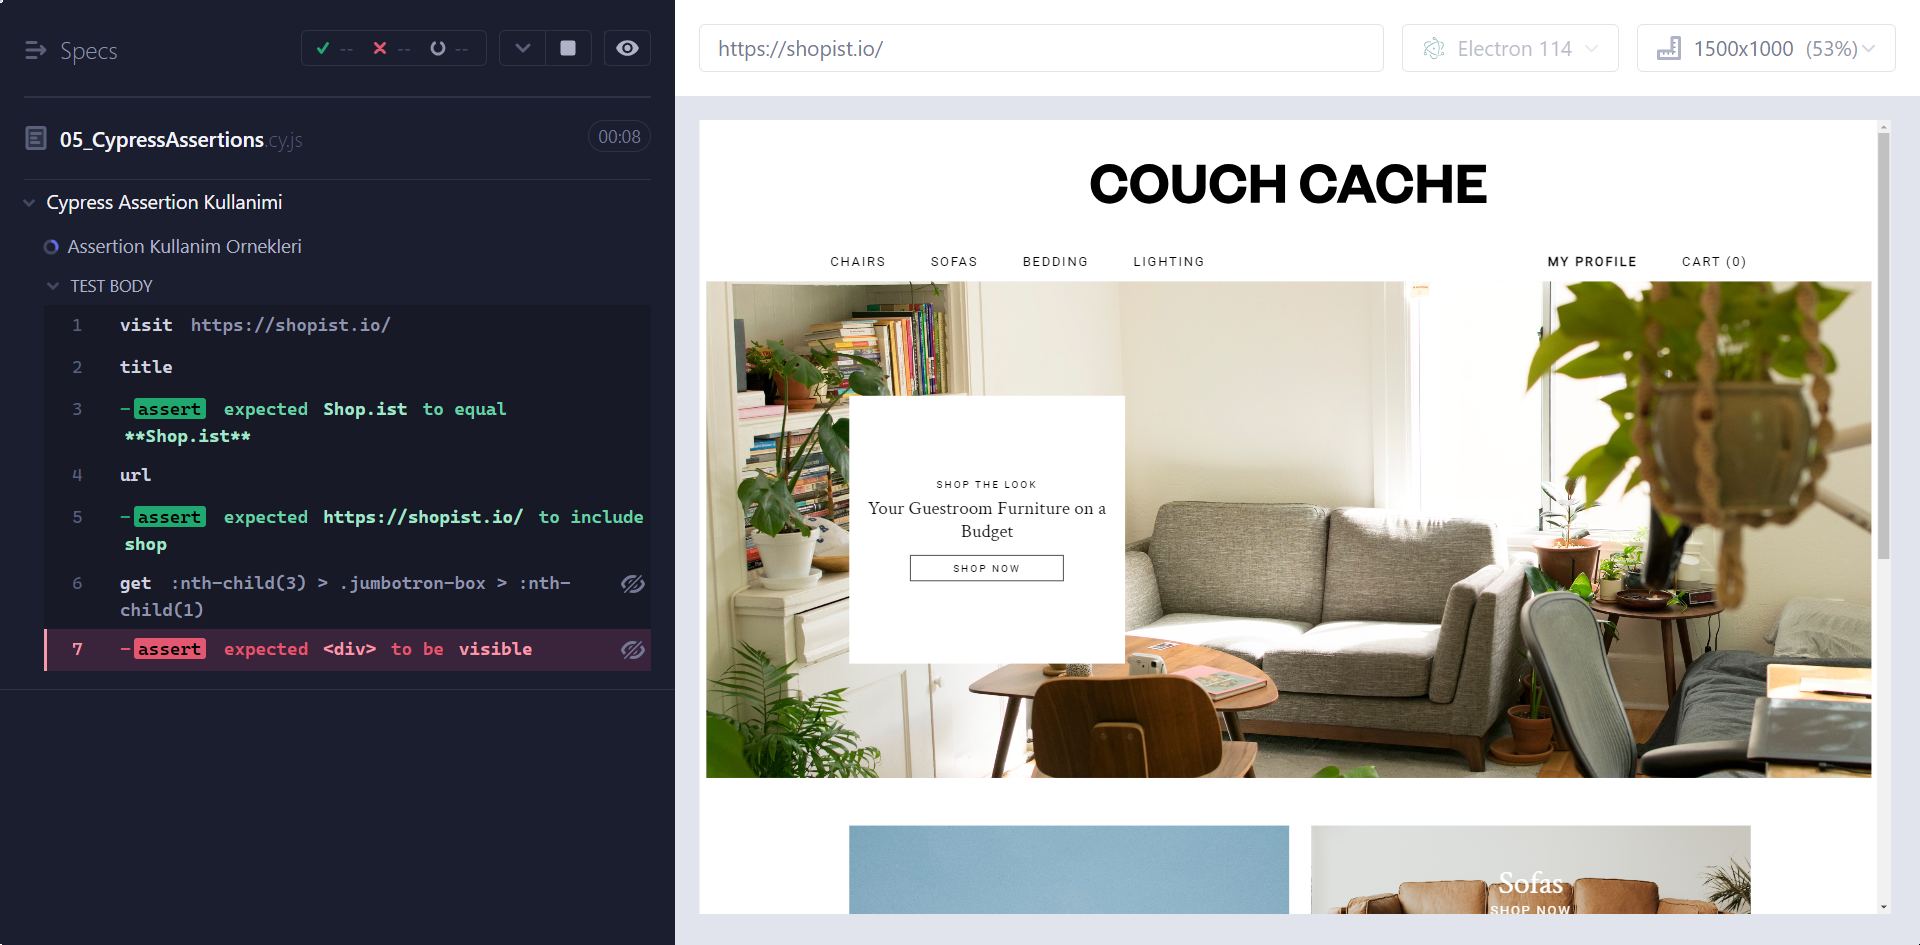 Specs
-- -- --
05_CypressAssertions.cy.js
00:08
Cypress Assertion Kullanimi
Assertion Kullanim Ornekleri
TEST BODY
1 visit https://shopist.io/
2 title
3 -assert expected Shop.ist to equal
**Shop.ist**
4 url
5 -assert expected https://shopist.io/ to include
shop
6 get :nth-child(3) > .jumbotron-box > :nth-
child(1)
7 -assert expected <div> to be visible
https://shopist.io/
Electron 114
1500x1000 (53%)
COUCH CACHE
CHAIRS SOFAS BEDDING LIGHTING
MY PROFILE CART (0)
SHOP THE LOOK
Your Guestroom Furniture on a
Budget
SHOP NOW
Sofas
SHOP NOW